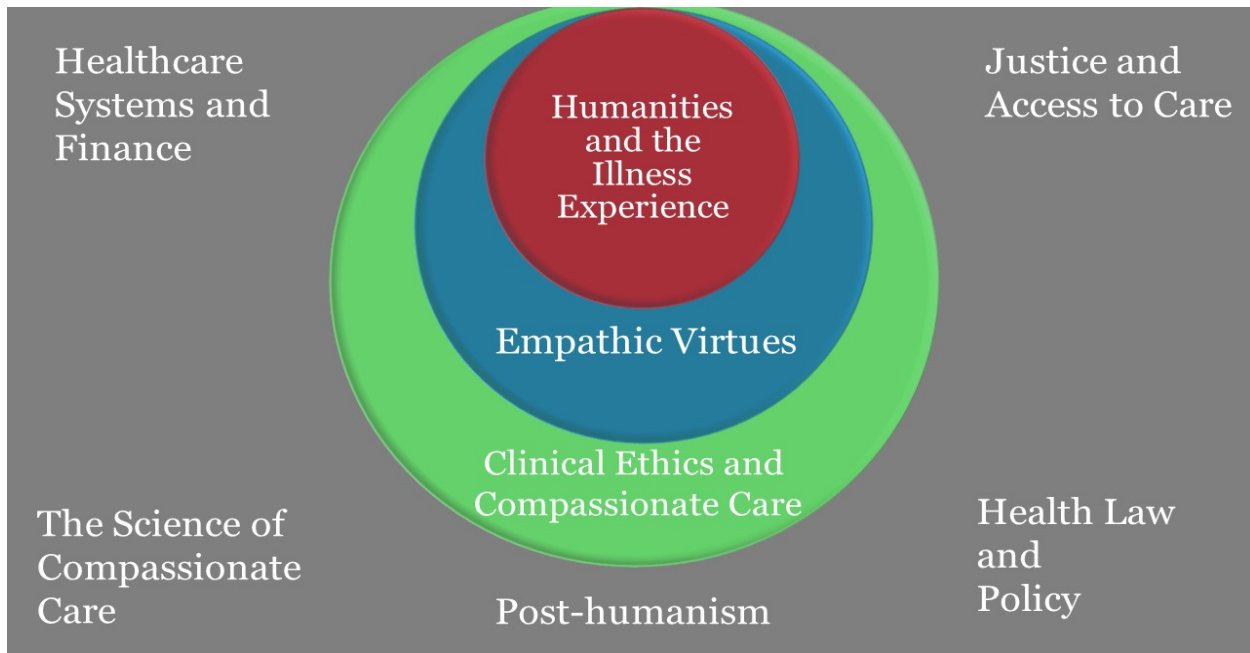 Healthcare
Systems and
Finance
Humanities
and the
Illness
Experience
Justice and
Access to Care
Empathic Virtues
Clinical Ethics and
Compassionate Care
The Science of
Compassionate
Care
Post-humanism
Health Law
and
Policy